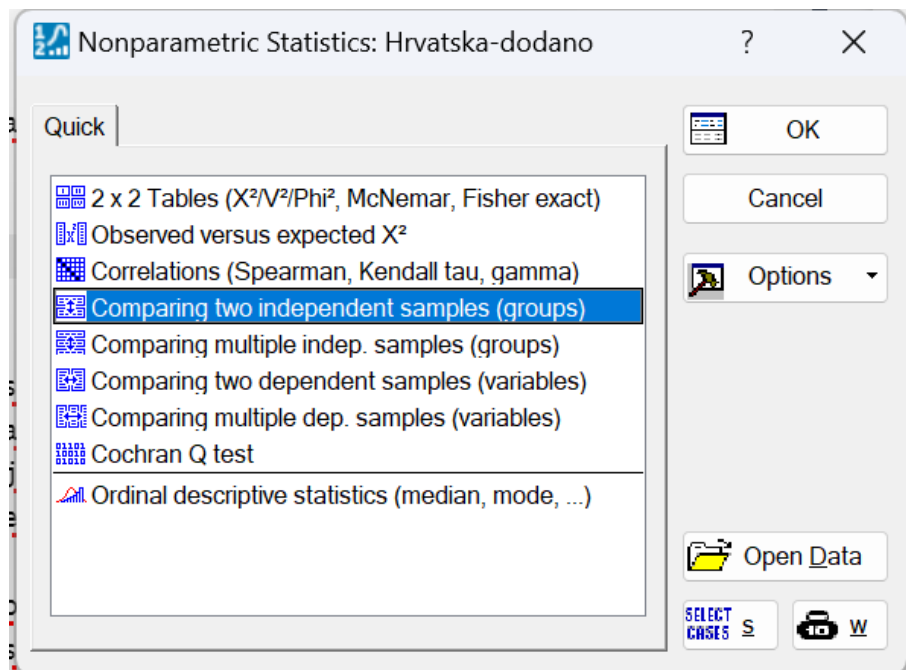 Nonparametric Statistics: Hrvatska-dodano ?
Quick
2 x 2 Tables (X²/V²/Phi², McNemar, Fisher exact)
Observed versus expected X²
Correlations (Spearman, Kendall tau, gamma)
Comparing two independent samples (groups)
Comparing multiple indep. samples (groups)
Comparing two dependent samples (variables)
Comparing multiple dep. samples (variables)
Cochran Q test
Ordinal descriptive statistics (median, mode, ...)
OK
Cancel
Options
Open Data
SELECT
CASES S
W